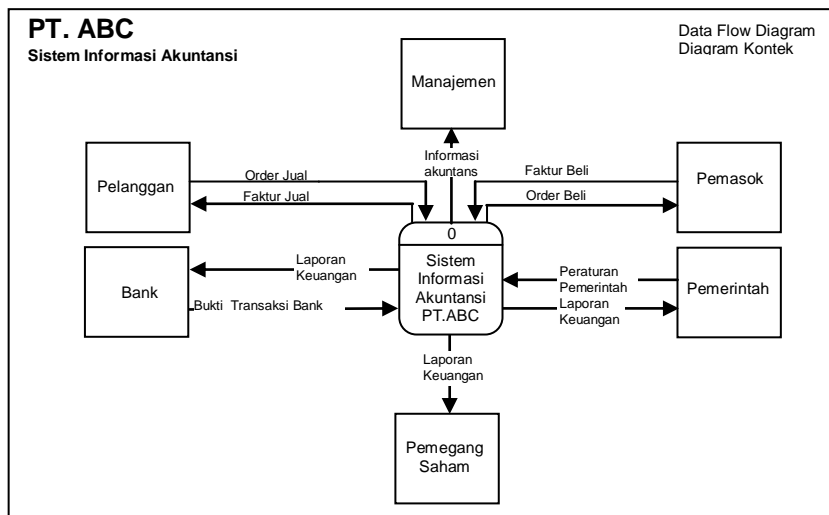 PT. ABC
Sistem Informasi Akuntansi
Data Flow Diagram
Diagram Kontek
Manajemen
Informasi
akuntans
Pelanggan
Order Jual
Faktur Jual
Faktur Beli
Order Beli
Pemasok
0
Sistem
Informasi
Akuntansi
PT.ABC
Bank
Laporan
Keuangan
Bukti Transaksi Bank
Peraturan
Pemerintah
Laporan
Keuangan
Pemerintah
Laporan
Keuangan
Pemegang
Saham